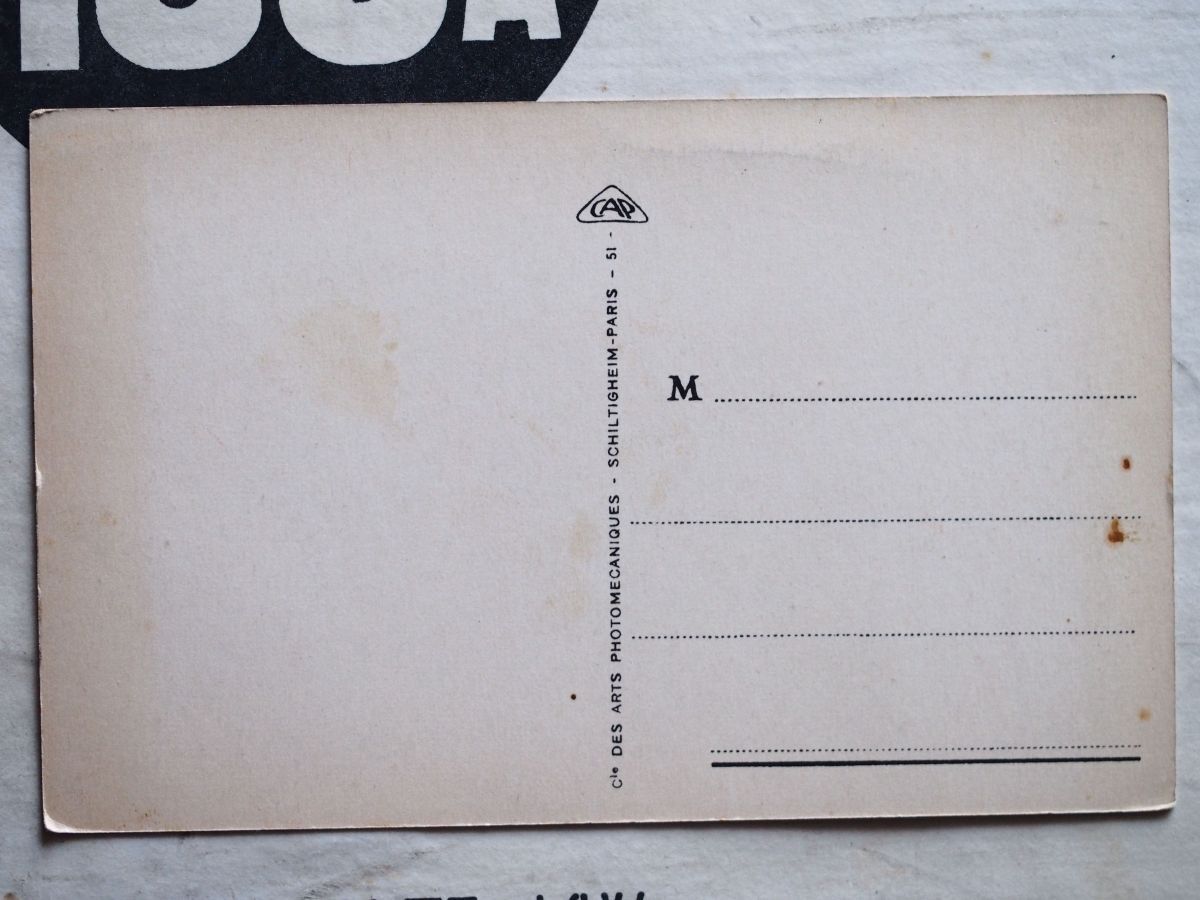 CAP
Cie DES ARTS PHOTOMECANIQUES - SCHILTIGHEIM-PARIS - 51 -
M